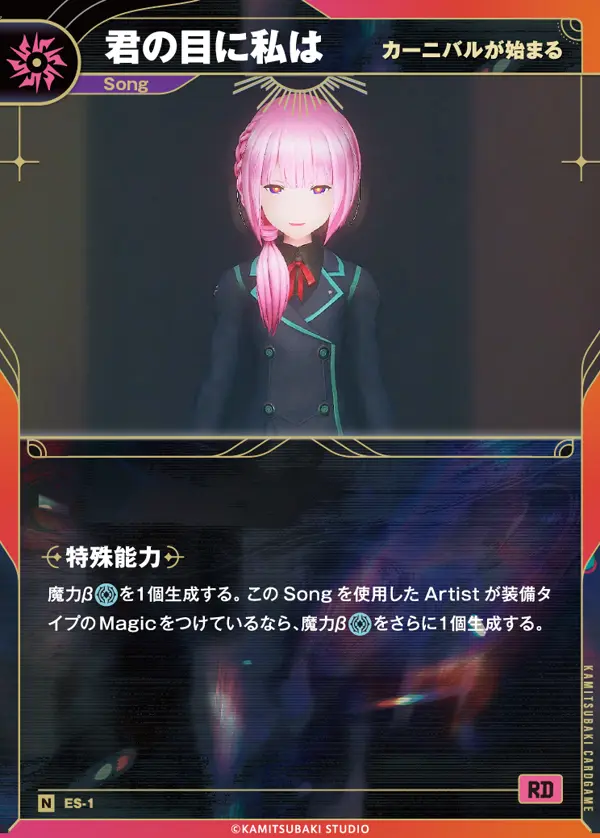 君の目に私は
カーニバルが始まる
Song
特殊能力
魔力βを1個生成する。このSongを使用したArtistが装備タ
イプのMagicをつけているなら、魔力βをさらに1個生成する。
KAMITSUBAKI CARDGAME
RD
N ES-1
©KAMITSUBAKI STUDIO